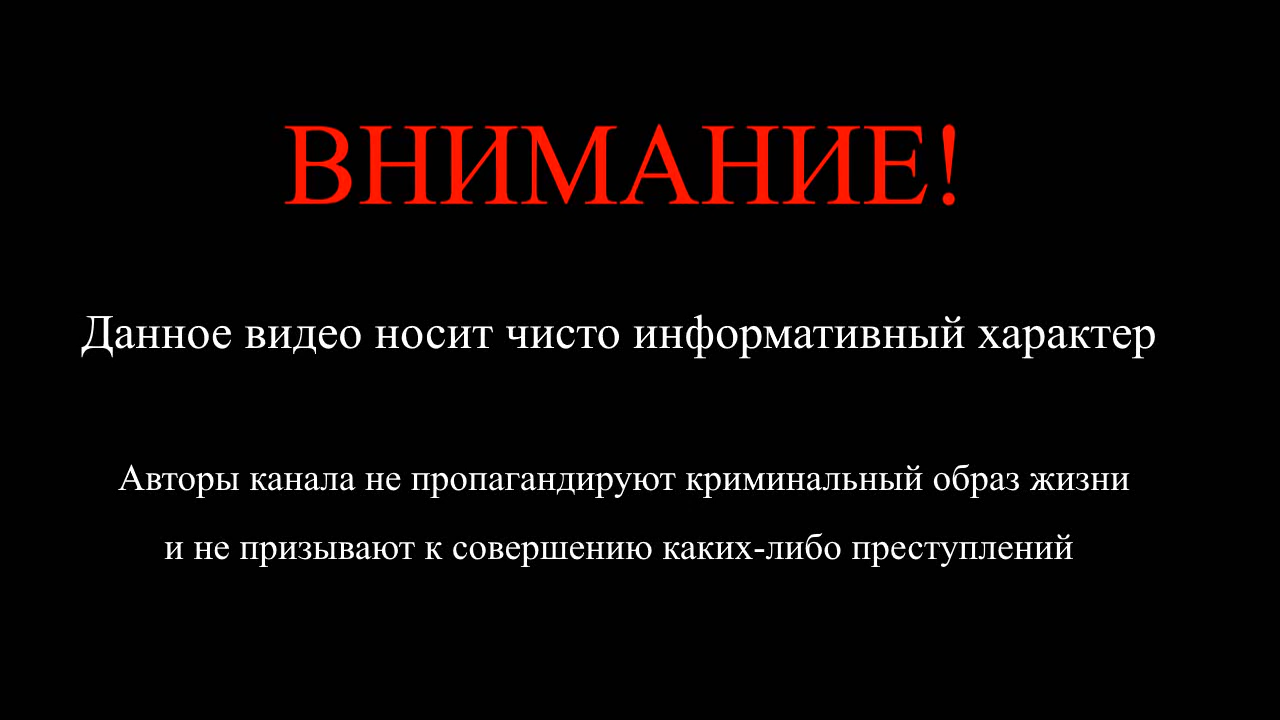 ВНИМАНИЕ!
Данное видео носит чисто информативный характер
Авторы канала не пропагандируют криминальный образ жизни
и не призывают к совершению каких-либо преступлений